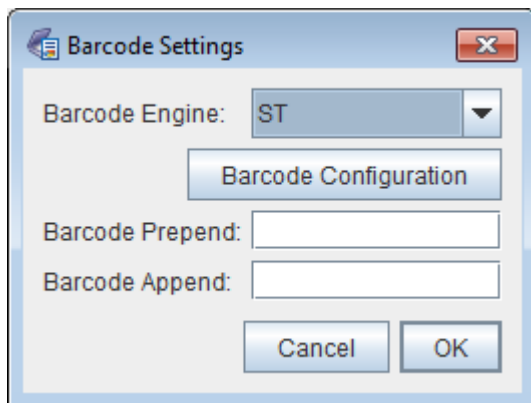 Barcode Settings
Barcode Engine: ST
Barcode Configuration
Barcode Prepend:
Barcode Append:
Cancel OK